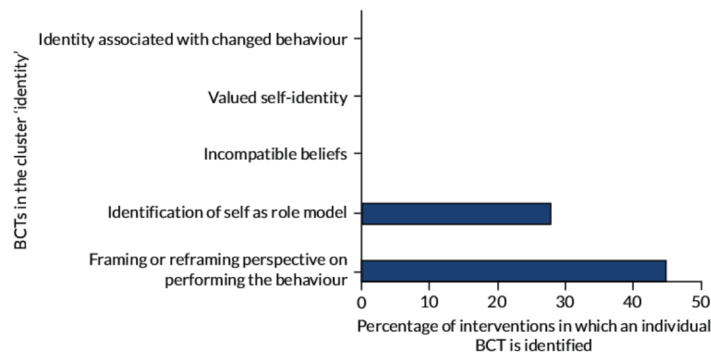 BCTs in the cluster ‘identity’
Identity associated with changed behaviour
Valued self-identity
Incompatible beliefs
Identification of self as role model
Framing or reframing perspective on
performing the behaviour
0 10 20 30 40 50
Percentage of interventions in which an individual
BCT is identified